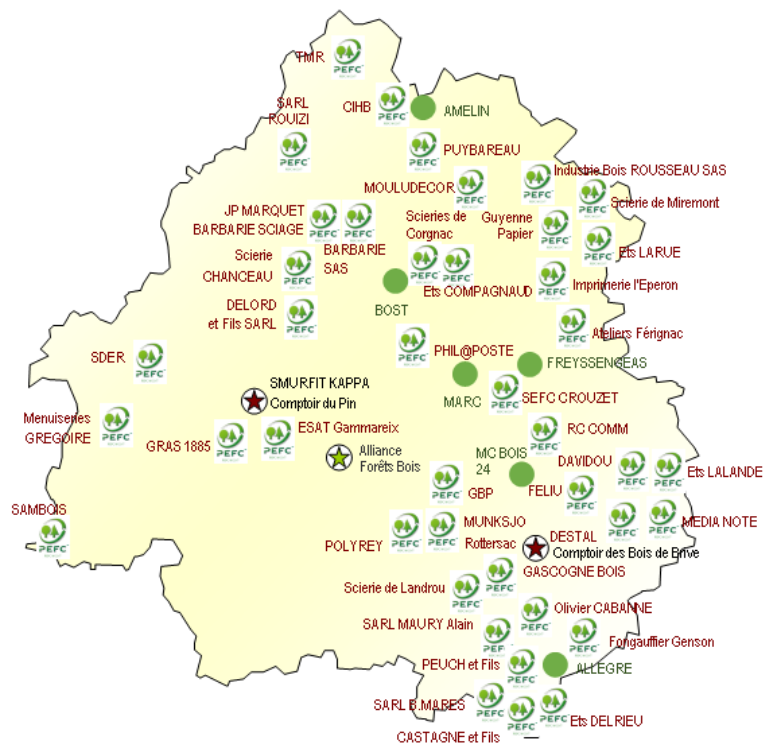 TMR
PEFC
SARL
ROUIZI
CIHB
AMELIN
PUYBAREAU
Industrie Bois ROUSSEAU SAS
MOULUDECOR
Scierie de Miremont
JP MARQUET
BARBARIE SCIAGE
Scieries de
Corgnac
Guyenne
Papier
BARBARIE
SAS
Ets LARUE
Scierie
CHANCEAU
Ets COMPAGNAUD
Imprimerie l'Eperon
BOST
DELORD
et Fils SARL
Ateliers Férignac
SDER
PHIL@POSTE
FREYSSENGEAS
SMURFIT KAPPA
Comptoir du Pin
MARC
SEFC CROUZET
Menuiseries
GREGOIRE
GRAS 1885
ESAT Gammareix
RC COMM
Alliance
Forêts Bois
MC BOIS
24
DAVIDOU
Ets LALANDE
FELIU
GBP
SAMBOIS
MUNKSJO
Rottersac
MEDIA NOTE
POLYREY
DESTAL
Comptoir des Bois de Brive
GASCOGNE BOIS
Scierie de Landrou
Olivier CABANNE
SARL MAURY Alain
Fongauffier Genson
PEUCH et Fils
ALLEGRE
SARL B.MARES
Ets DELRIEU
CASTAGNE et Fils